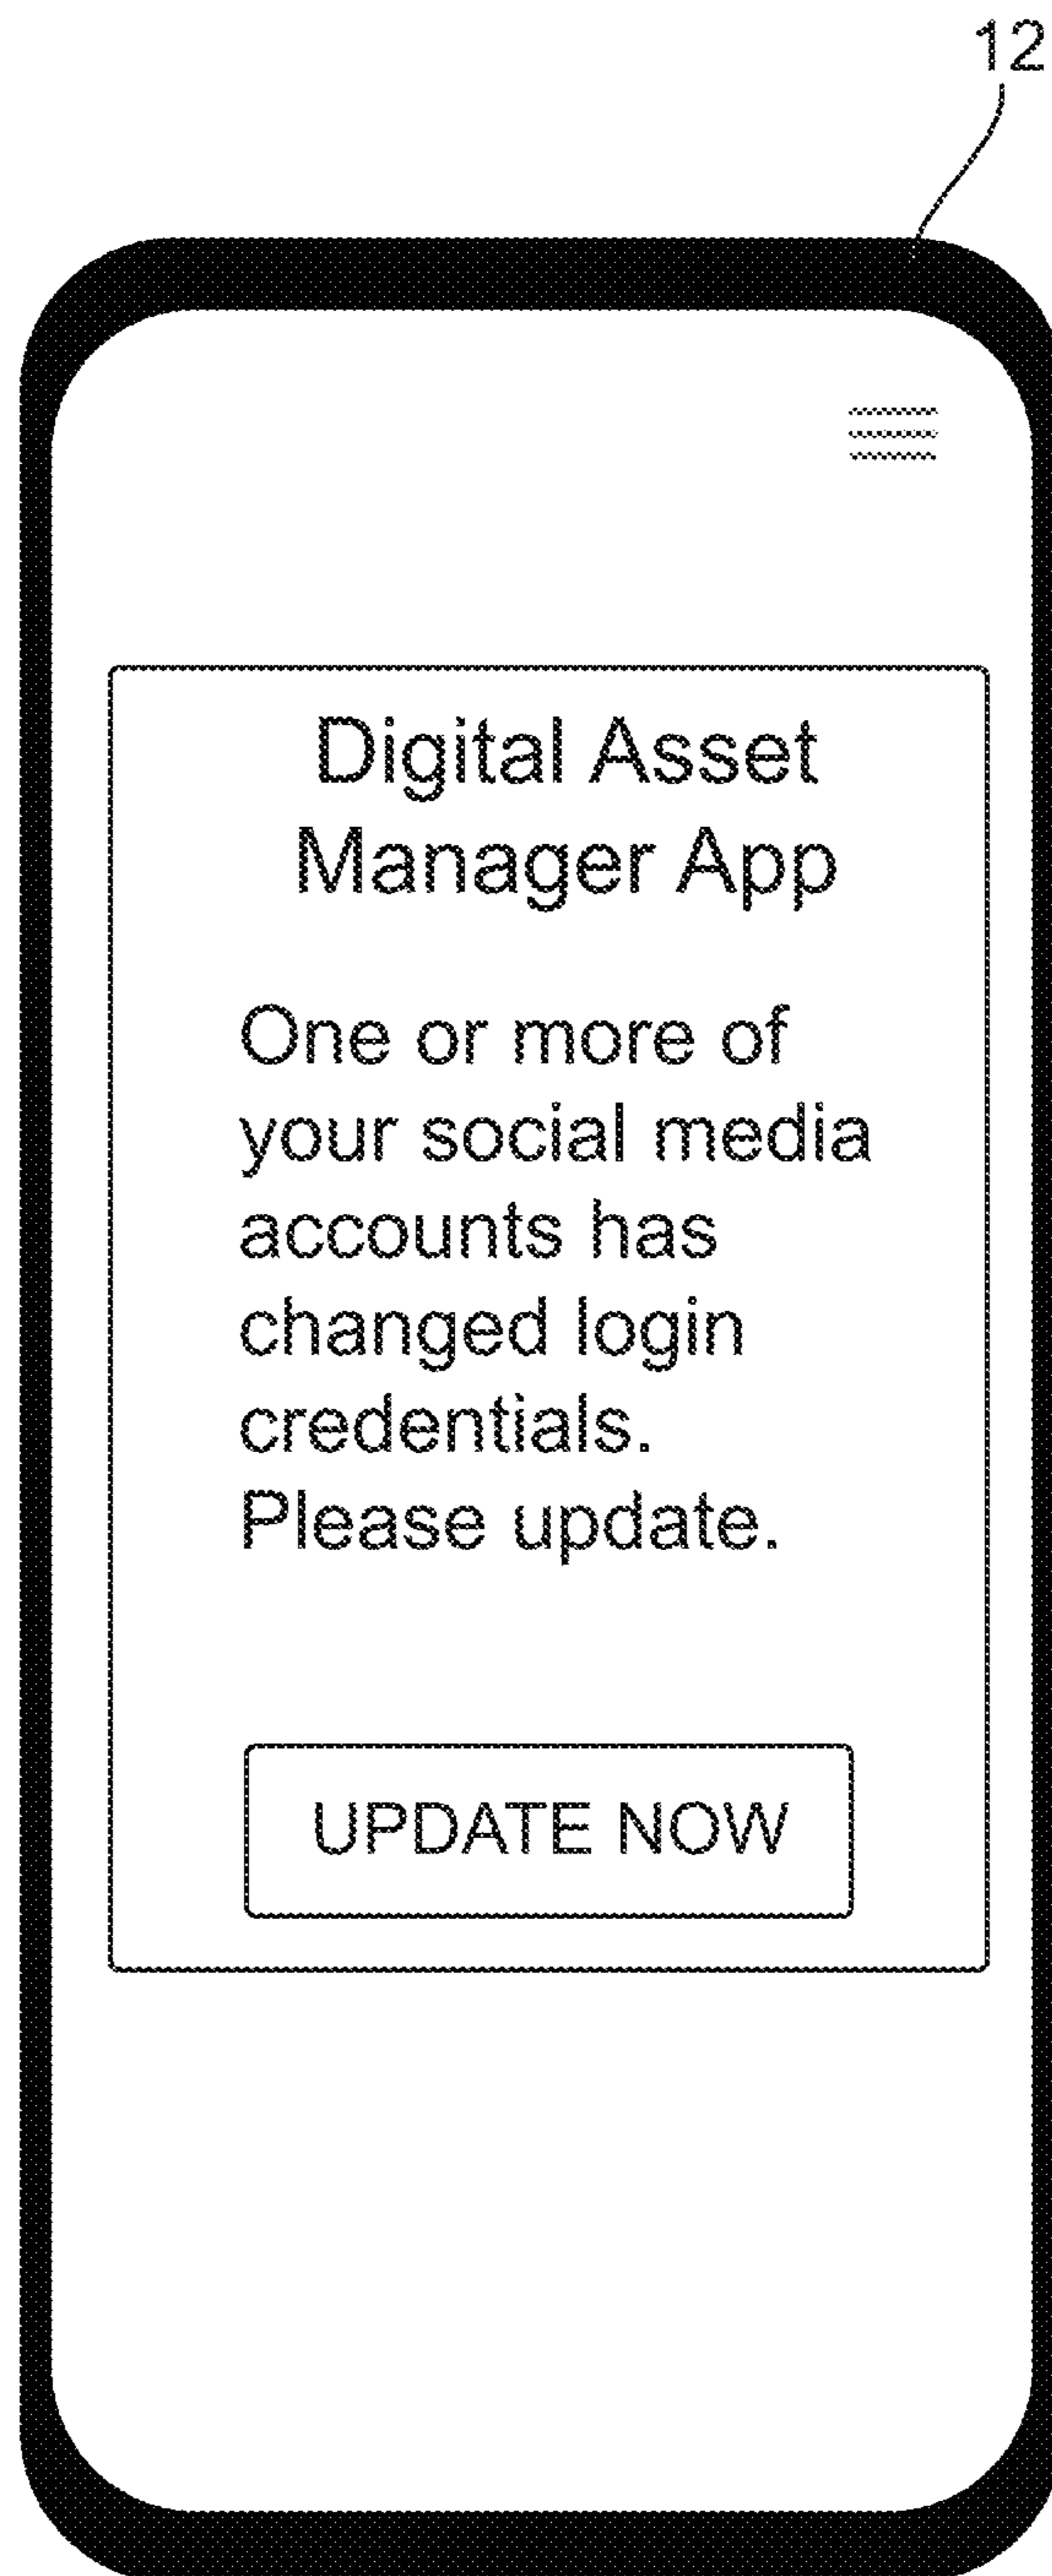 12
Digital Asset
Manager App
One or more of
your social media
accounts has
changed login
credentials.
Please update.
UPDATE NOW